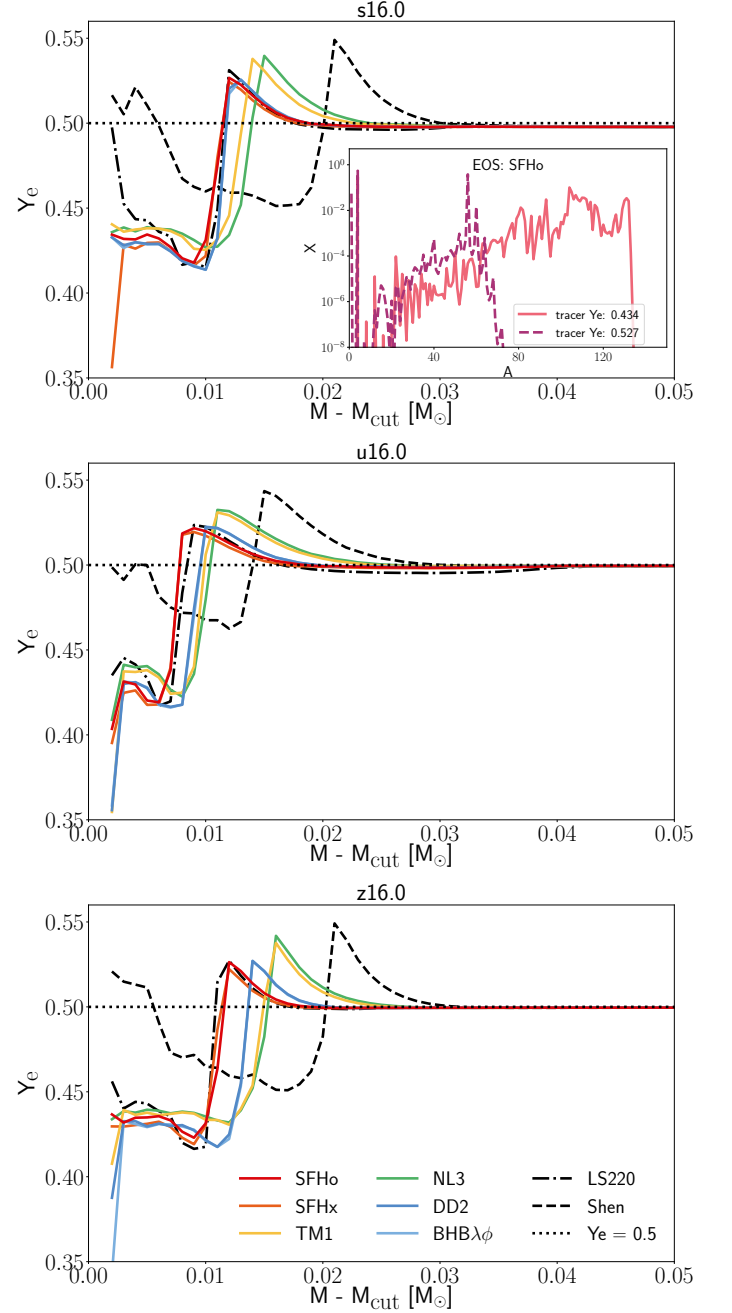 s16.0
0.55
0.50
0.45
0.40
0.35
Ye
EOS: SFHo
10⁰
10⁻²
10⁻⁴
10⁻⁶
10⁻⁸
X
tracer Ye: 0.434
tracer Ye: 0.527
0 40 80 120
A
0.00 0.01 0.02 0.03 0.04 0.05
M - Mcut [M⊙]
u16.0
0.55
0.50
0.45
0.40
0.35
Ye
0.00 0.01 0.02 0.03 0.04 0.05
M - Mcut [M⊙]
z16.0
0.55
0.50
0.45
0.40
0.35
Ye
SFHo NL3 LS220
SFHx DD2 Shen
TM1 BHBλϕ Ye = 0.5
0.00 0.01 0.02 0.03 0.04 0.05
M - Mcut [M⊙]